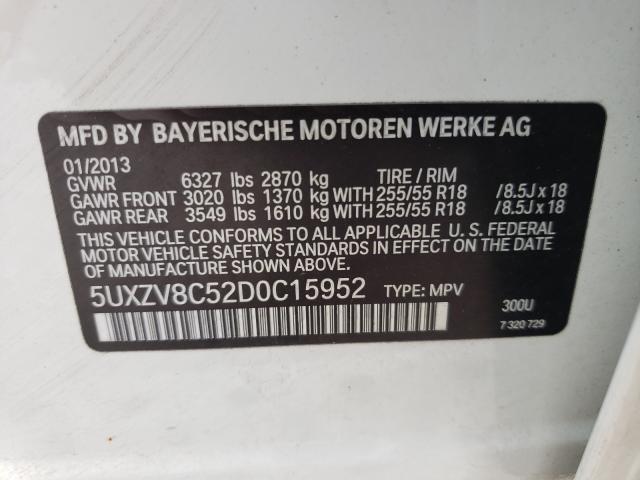 MFD BY BAYERISCHE MOTOREN WERKE AG
01/2013
GVWR 6327 lbs 2870 kg TIRE / RIM
GAWR FRONT 3020 lbs 1370 kg WITH 255/55 R18 / 8.5J x 18
GAWR REAR 3549 lbs 1610 kg WITH 255/55 R18 / 8.5J x 18
THIS VEHICLE CONFORMS TO ALL APPLICABLE U. S. FEDERAL
MOTOR VEHICLE SAFETY STANDARDS IN EFFECT ON THE
DATE OF MANUFACTURE SHOWN ABOVE.
5UXZV8C52D0C15952 TYPE: MPV
300U
7 320 729